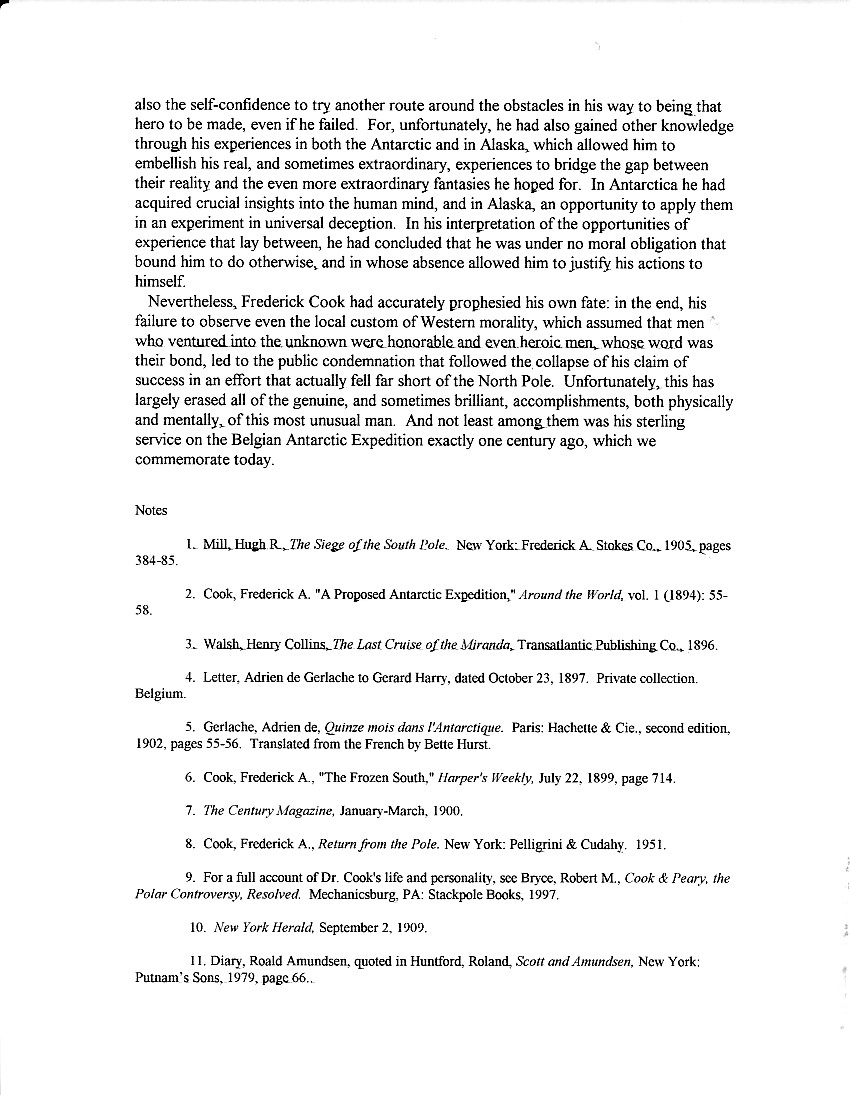 also the self-confidence to try another route around the obstacles in his way to being that
hero to be made, even if he failed.  For, unfortunately, he had also gained other knowledge
through his experiences in both the Antarctic and in Alaska, which allowed him to
embellish his real, and sometimes extraordinary, experiences to bridge the gap between
their reality and the even more extraordinary fantasies he hoped for.  In Antarctica he had
acquired crucial insights into the human mind, and in Alaska, an opportunity to apply them
in an experiment in universal deception.  In his interpretation of the opportunities of
experience that lay between, he had concluded that he was under no moral obligation that
bound him to do otherwise, and in whose absence allowed him to justify his actions to
himself.
Nevertheless, Frederick Cook had accurately prophesied his own fate: in the end, his
failure to observe even the local custom of Western morality, which assumed that men
who ventured into the unknown were honorable and even heroic men, whose word was
their bond, led to the public condemnation that followed the collapse of his claim of
success in an effort that actually fell far short of the North Pole.  Unfortunately, this has
largely erased all of the genuine, and sometimes brilliant, accomplishments, both physically
and mentally, of this most unusual man.  And not least among them was his sterling
service on the Belgian Antarctic Expedition exactly one century ago, which we
commemorate today.
Notes
1.  Mill, Hugh R., The Siege of the South Pole.  New York: Frederick A. Stokes Co., 1905, pages
384-85.
2.  Cook, Frederick A. "A Proposed Antarctic Expedition," Around the World, vol. 1 (1894): 55-
58.
3.  Walsh, Henry Collins, The Last Cruise of the Miranda, Transatlantic Publishing Co., 1896.
4.  Letter, Adrien de Gerlache to Gerard Harry, dated October 23, 1897.  Private collection.
Belgium.
5.  Gerlache, Adrien de, Quinze mois dans l'Antarctique.  Paris: Hachette & Cie., second edition,
1902, pages 55-56.  Translated from the French by Bette Hurst.
6.  Cook, Frederick A., "The Frozen South," Harper's Weekly, July 22, 1899, page 714.
7.  The Century Magazine, January-March, 1900.
8.  Cook, Frederick A., Return from the Pole. New York: Pelligrini & Cudahy.  1951.
9.  For a full account of Dr. Cook's life and personality, see Bryce, Robert M., Cook & Peary, the
Polar Controversy, Resolved.  Mechanicsburg, PA: Stackpole Books, 1997.
10.  New York Herald, September 2, 1909.
11. Diary, Roald Amundsen, quoted in Huntford, Roland, Scott and Amundsen, New York:
Putnam's Sons, 1979, page 66..